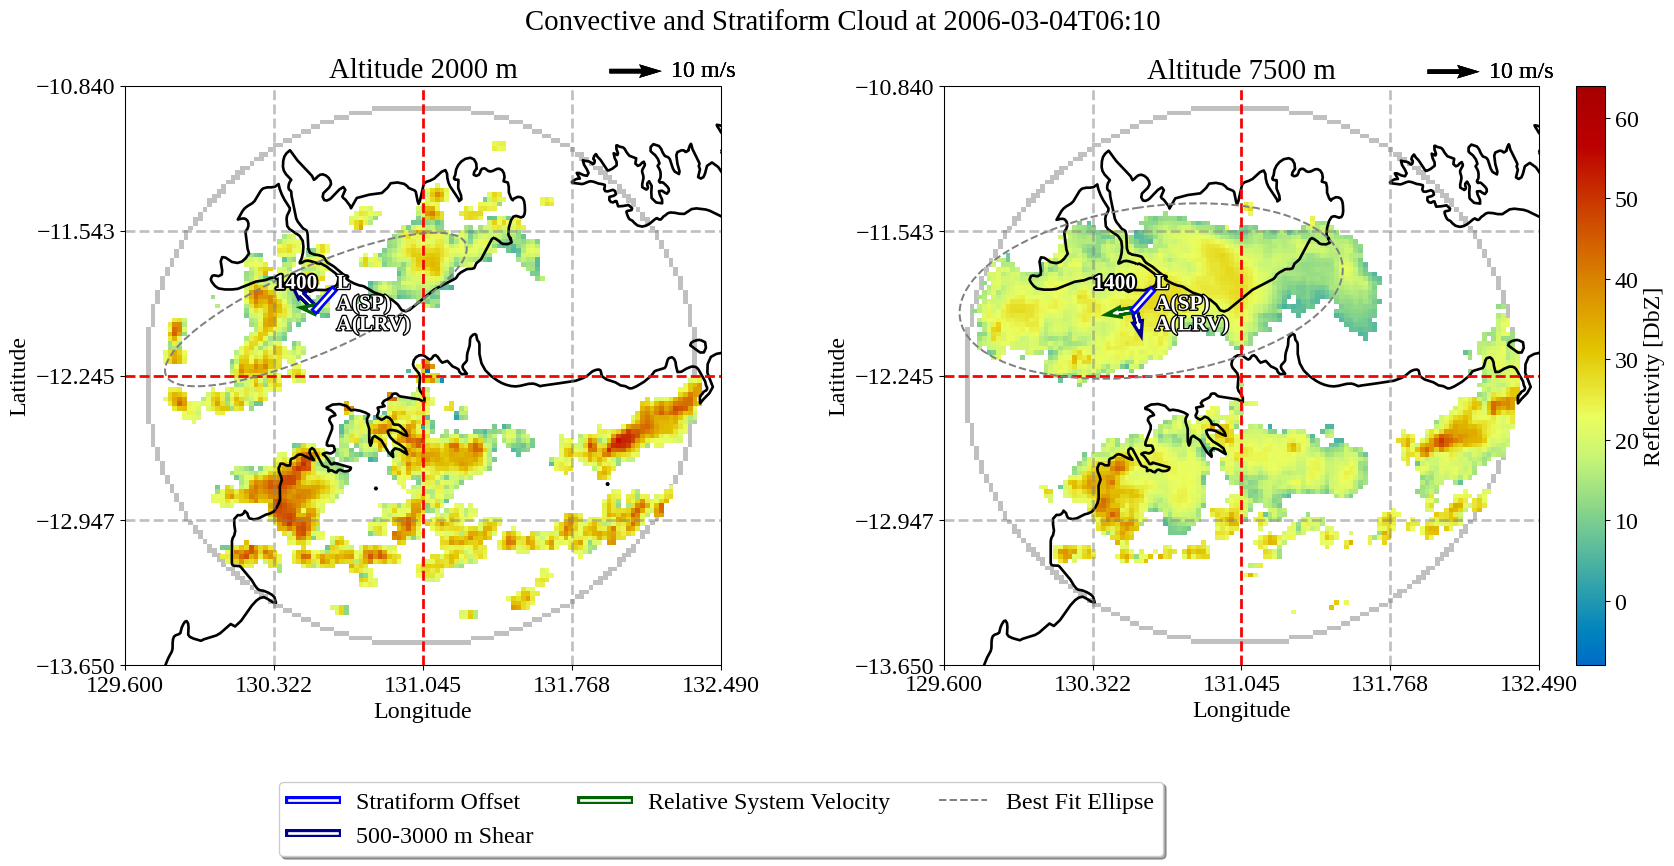 Convective and Stratiform Cloud at 2006-03-04T06:10
Altitude 2000 m
10 m/s
Altitude 7500 m
10 m/s
−10.840
−11.543
−12.245
−12.947
−13.650
Latitude
1400
L
A(SP)
A(LRV)
129.600
130.322
131.045
131.768
132.490
Longitude
−10.840
−11.543
−12.245
−12.947
−13.650
Latitude
1400
L
A(SP)
A(LRV)
129.600
130.322
131.045
131.768
132.490
Longitude
60
50
40
30
20
10
0
Reflectivity [DbZ]
Stratiform Offset
500-3000 m Shear
Relative System Velocity
Best Fit Ellipse